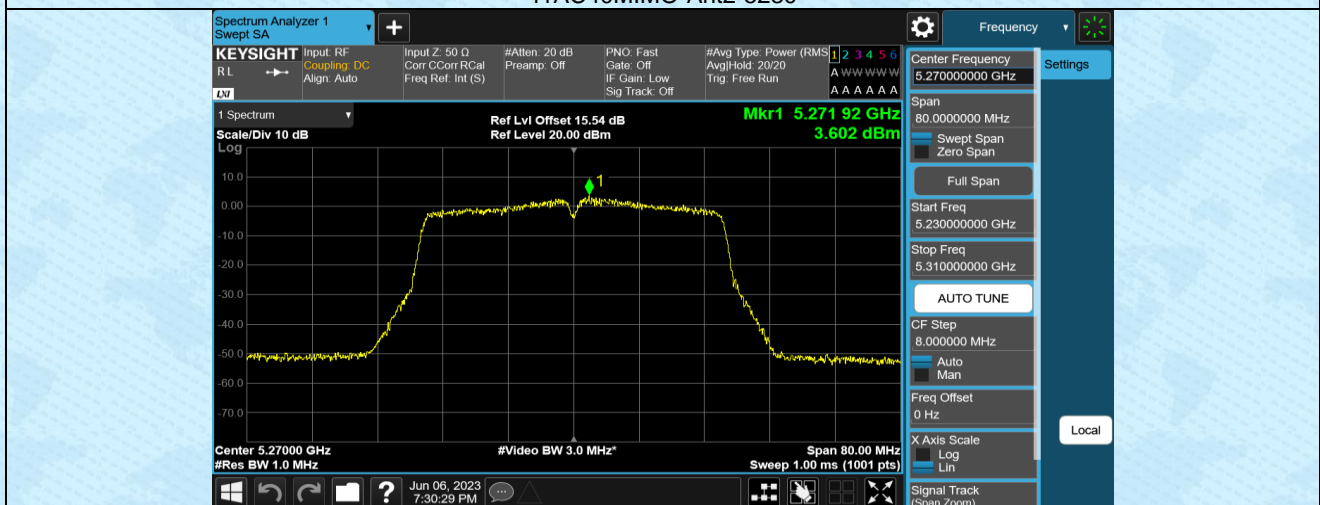 Spectrum Analyzer 1
Swept SA
Frequency
KEYSIGHT
R L
LXI
Input: RF
Coupling: DC
Align: Auto
Input Z: 50 Ω
Corr CCorr RCal
Freq Ref: Int (S)
#Atten: 20 dB
Preamp: Off
PNO: Fast
Gate: Off
IF Gain: Low
Sig Track: Off
#Avg Type: Power (RMS
Avg|Hold: 20/20
Trig: Free Run
1 2 3 4 5 6
A W W W W W
A A A A A A
1 Spectrum
Scale/Div 10 dB
Log
Ref Lvl Offset 15.54 dB
Ref Level 20.00 dBm
Mkr1 5.271 92 GHz
3.602 dBm
1
10.0
0.00
-10.0
-20.0
-30.0
-40.0
-50.0
-60.0
-70.0
Center 5.27000 GHz
#Res BW 1.0 MHz
#Video BW 3.0 MHz*
Span 80.00 MHz
Sweep 1.00 ms (1001 pts)
Jun 06, 2023
7:30:29 PM
Center Frequency
5.270000000 GHz
Settings
Span
80.0000000 MHz
Swept Span
Zero Span
Full Span
Start Freq
5.230000000 GHz
Stop Freq
5.310000000 GHz
AUTO TUNE
CF Step
8.000000 MHz
Auto
Man
Freq Offset
0 Hz
X Axis Scale
Log
Lin
Local
Signal Track
(Span Zoom)